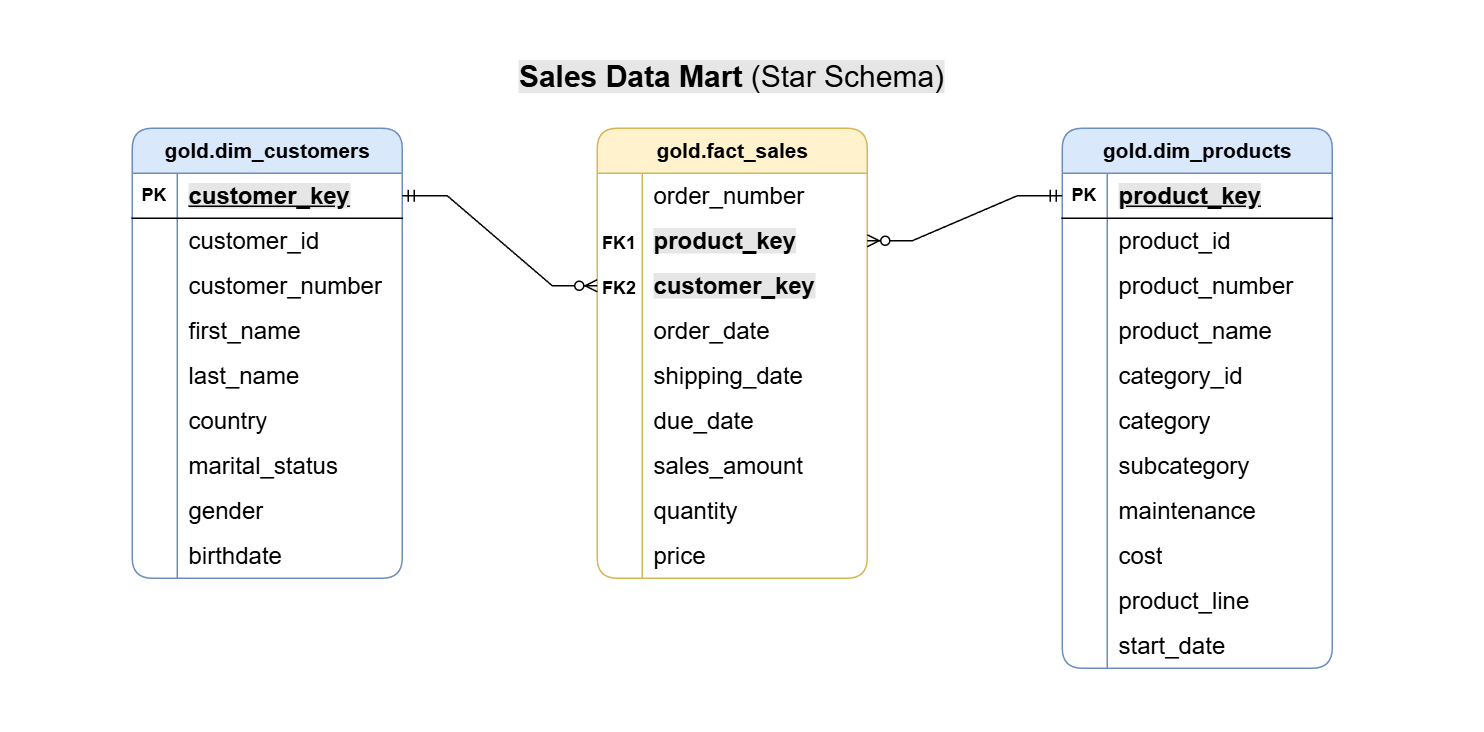 Sales Data Mart (Star Schema)
gold.dim_customers
PK customer_key
customer_id
customer_number
first_name
last_name
country
marital_status
gender
birthdate
gold.fact_sales
order_number
FK1 product_key
FK2 customer_key
order_date
shipping_date
due_date
sales_amount
quantity
price
gold.dim_products
PK product_key
product_id
product_number
product_name
category_id
category
subcategory
maintenance
cost
product_line
start_date